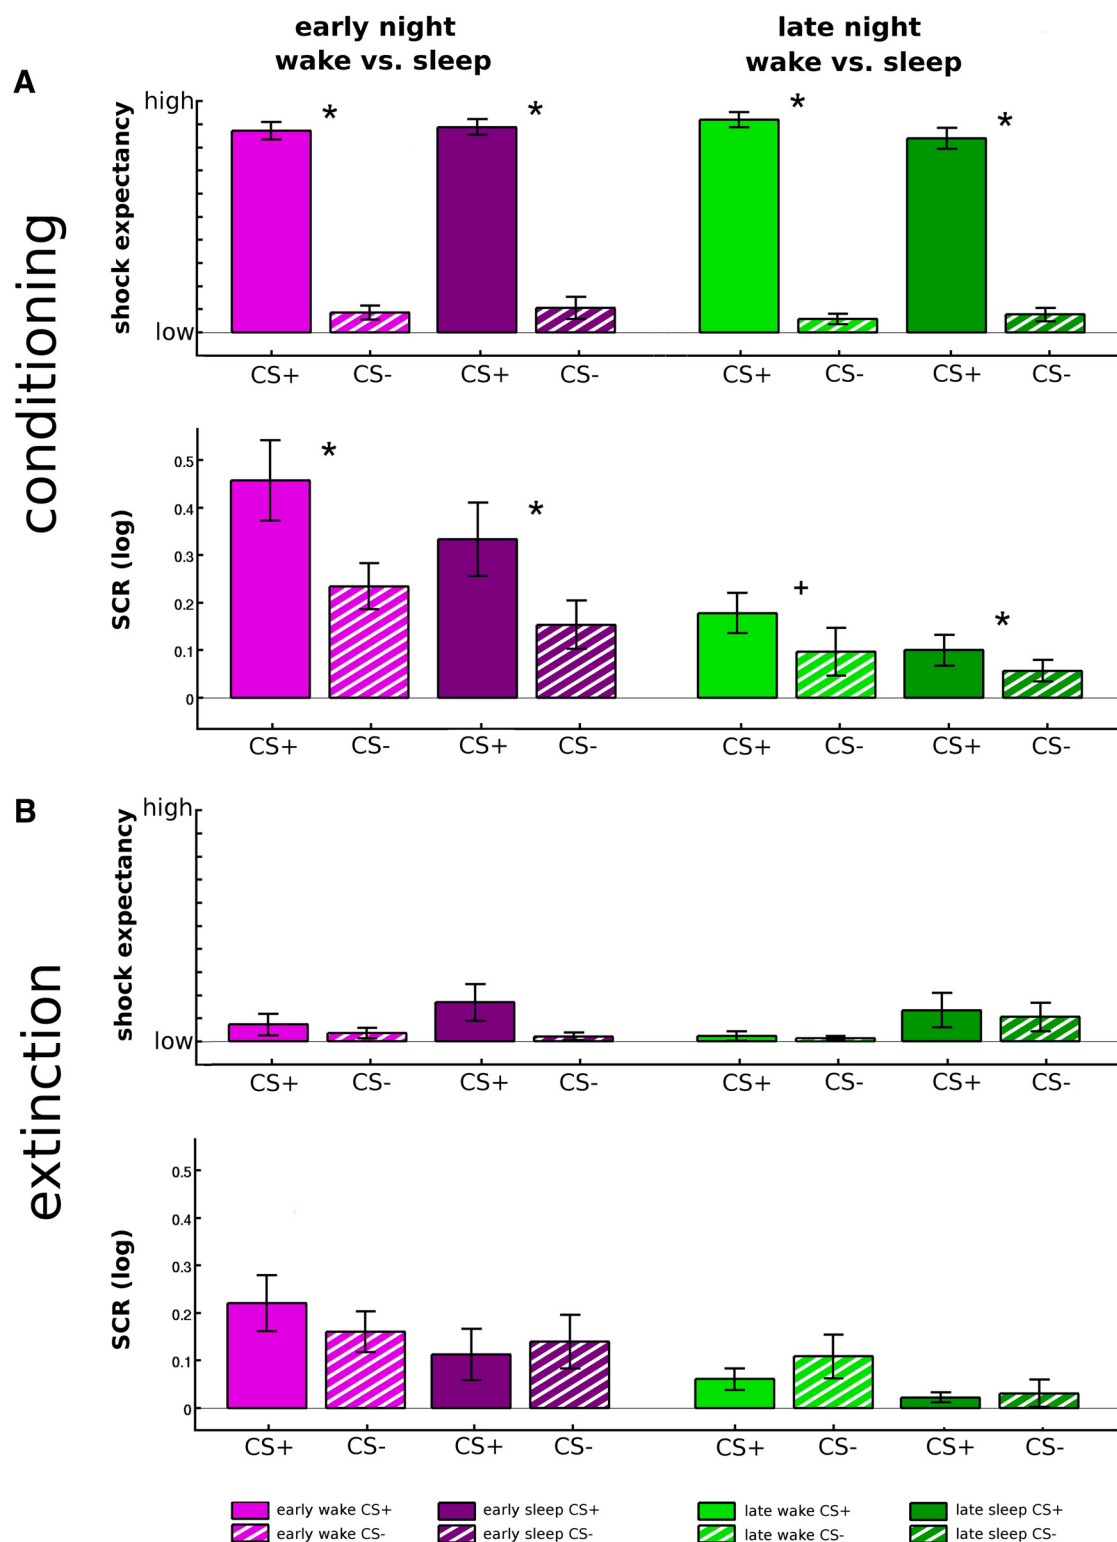 early night
wake vs. sleep
late night
wake vs. sleep
A
conditioning
shock expectancy
high
low
* * * *
CS+ CS- CS+ CS- CS+ CS- CS+ CS-
SCR (log)
0.5
0.4
0.3
0.2
0.1
0
* * + *
CS+ CS- CS+ CS- CS+ CS- CS+ CS-
B
extinction
shock expectancy
high
low
CS+ CS- CS+ CS- CS+ CS- CS+ CS-
SCR (log)
0.5
0.4
0.3
0.2
0.1
0
CS+ CS- CS+ CS- CS+ CS- CS+ CS-
early wake CS+ early sleep CS+ late wake CS+ late sleep CS+
early wake CS- early sleep CS- late wake CS- late sleep CS-